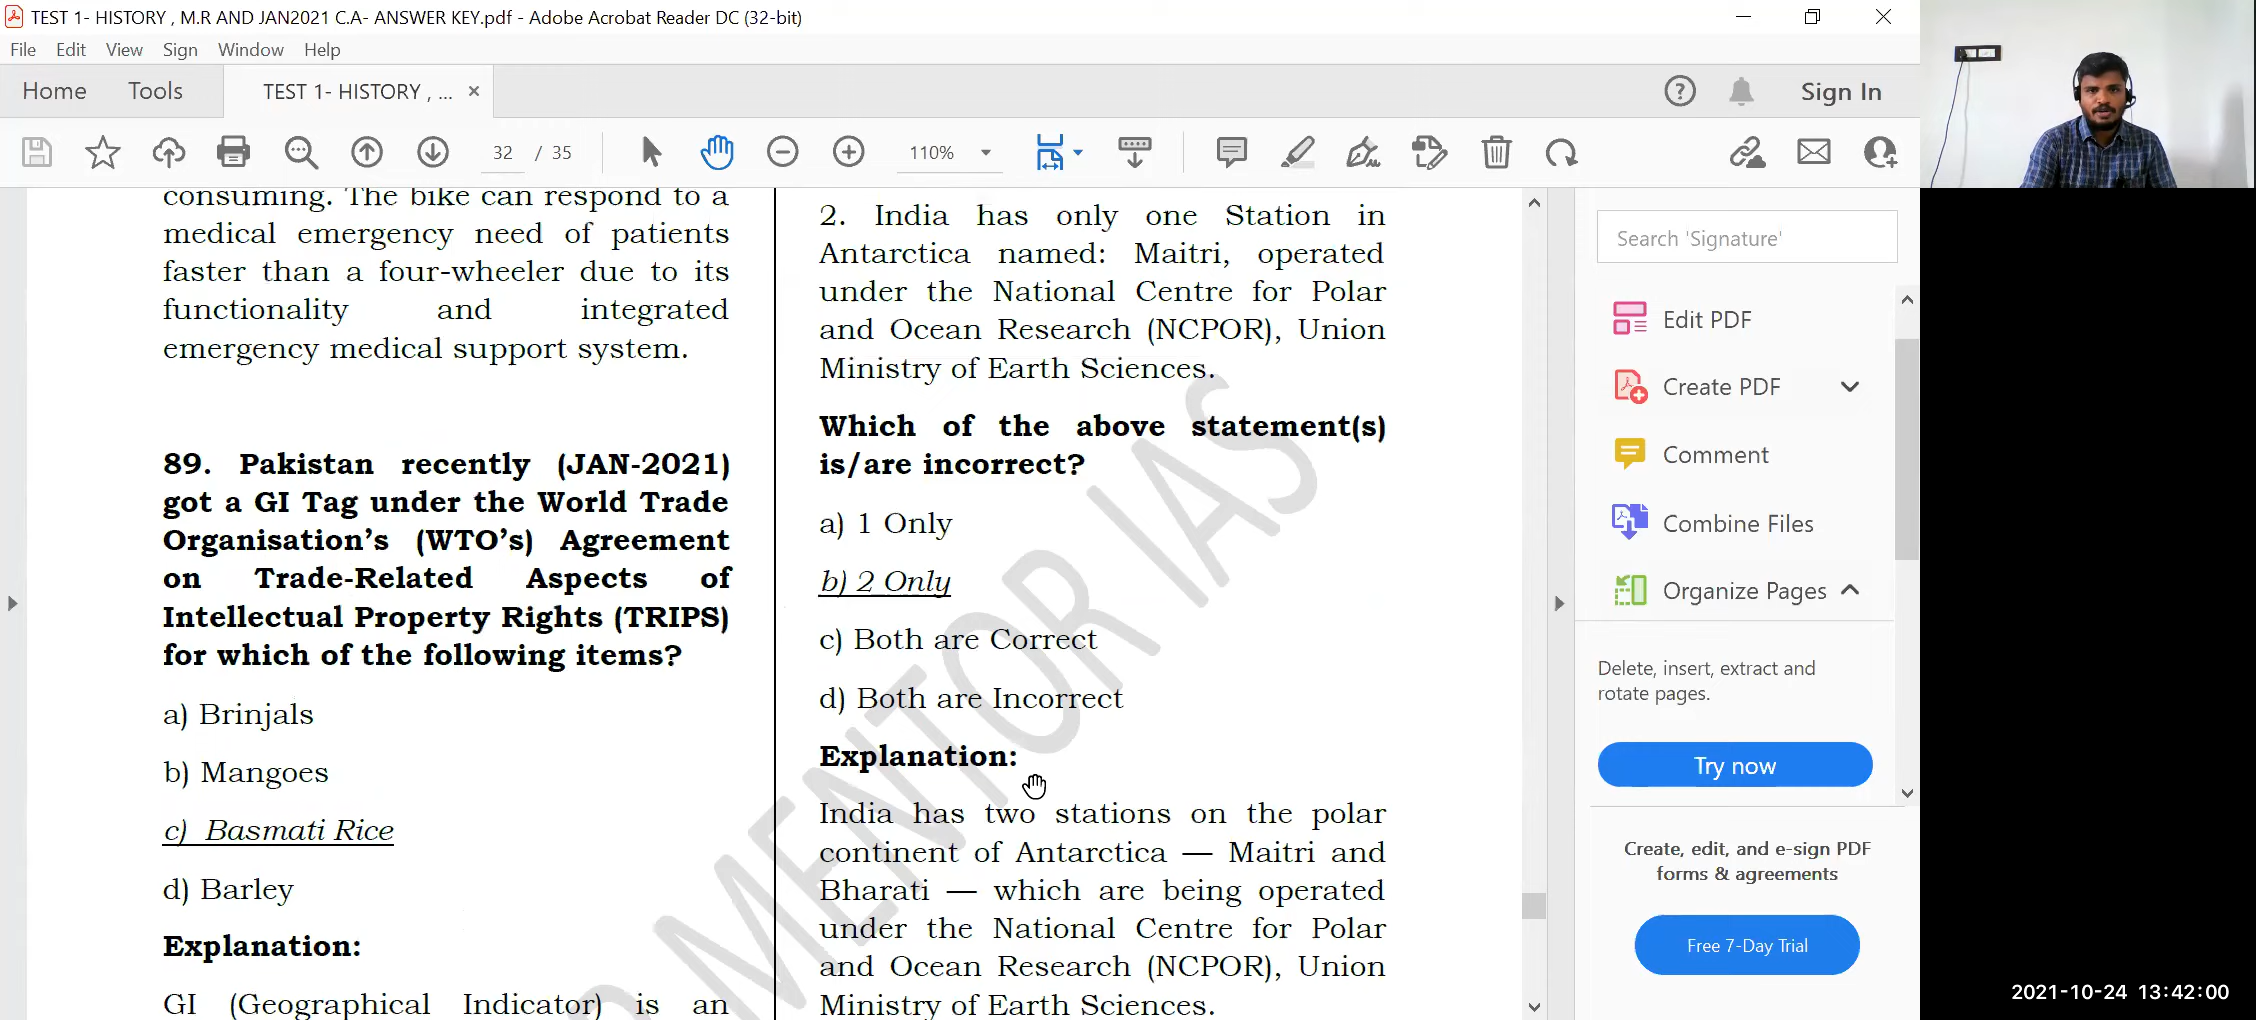 TEST 1- HISTORY , M.R AND JAN2021 C.A- ANSWER KEY.pdf - Adobe Acrobat Reader DC (32-bit)
File Edit View Sign Window Help
Home Tools TEST 1- HISTORY , ... × Sign In
32 / 35 110%
consuming. The bike can respond to a
medical emergency need of patients
faster than a four-wheeler due to its
functionality and integrated
emergency medical support system.
89. Pakistan recently (JAN-2021)
got a GI Tag under the World Trade
Organisation's (WTO's) Agreement
on Trade-Related Aspects of
Intellectual Property Rights (TRIPS)
for which of the following items?
a) Brinjals
b) Mangoes
c) Basmati Rice
d) Barley
Explanation:
GI (Geographical Indicator) is an
2. India has only one Station in
Antarctica named: Maitri, operated
under the National Centre for Polar
and Ocean Research (NCPOR), Union
Ministry of Earth Sciences.
Which of the above statement(s)
is/are incorrect?
a) 1 Only
b) 2 Only
c) Both are Correct
d) Both are Incorrect
Explanation:
India has two stations on the polar
continent of Antarctica — Maitri and
Bharati — which are being operated
under the National Centre for Polar
and Ocean Research (NCPOR), Union
Ministry of Earth Sciences.
MENTOR IAS
Search 'Signature'
Edit PDF
Create PDF
Comment
Combine Files
Organize Pages
Delete, insert, extract and
rotate pages.
Try now
Create, edit, and e-sign PDF
forms & agreements
Free 7-Day Trial
2021-10-24 13:42:00